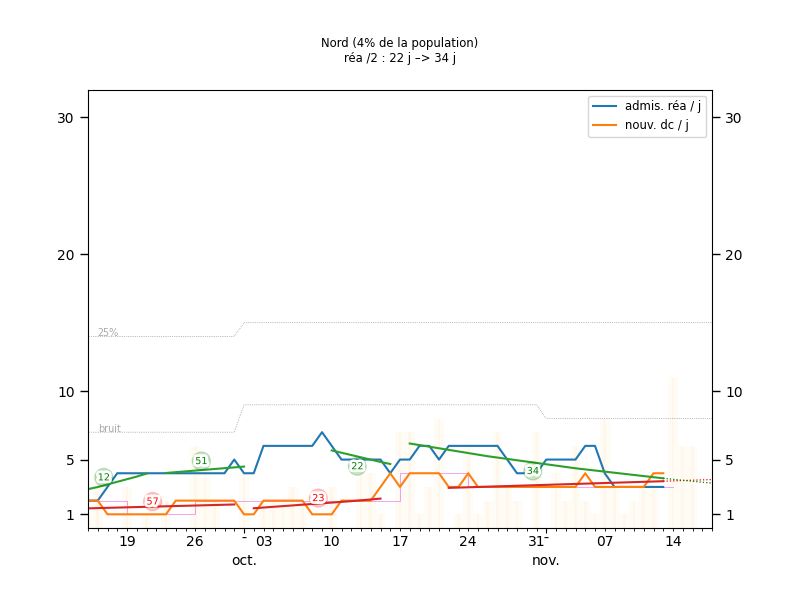 Nord (4% de la population)
réa /2 : 22 j –> 34 j
admis. réa / j
nouv. dc / j
30 30
20 20
25%
10 10
bruit
5 5
12 51 22 34
57 23
1 1
19 26 - 03 10 17 24 31- 07 14
oct. nov.